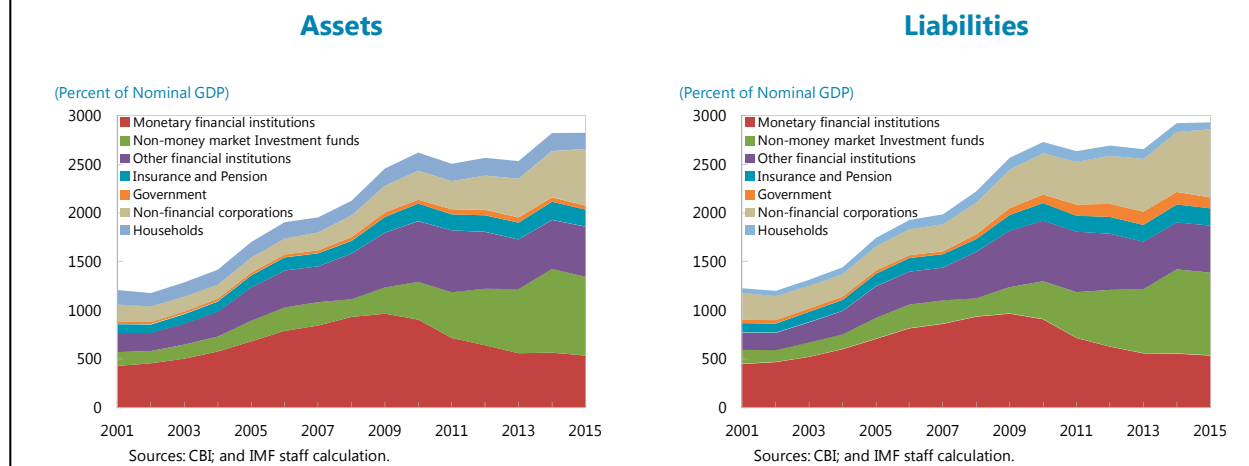 Assets
(Percent of Nominal GDP)
3000
2500
2000
1500
1000
500
0
Monetary financial institutions
Non-money market Investment funds
Other financial institutions
Insurance and Pension
Government
Non-financial corporations
Households
2001 2003 2005 2007 2009 2011 2013 2015
Sources: CBI; and IMF staff calculation.
Liabilities
(Percent of Nominal GDP)
3000
2500
2000
1500
1000
500
0
Monetary financial institutions
Non-money market Investment funds
Other financial institutions
Insurance and Pension
Government
Non-financial corporations
Households
2001 2003 2005 2007 2009 2011 2013 2015
Sources: CBI; and IMF staff calculation.